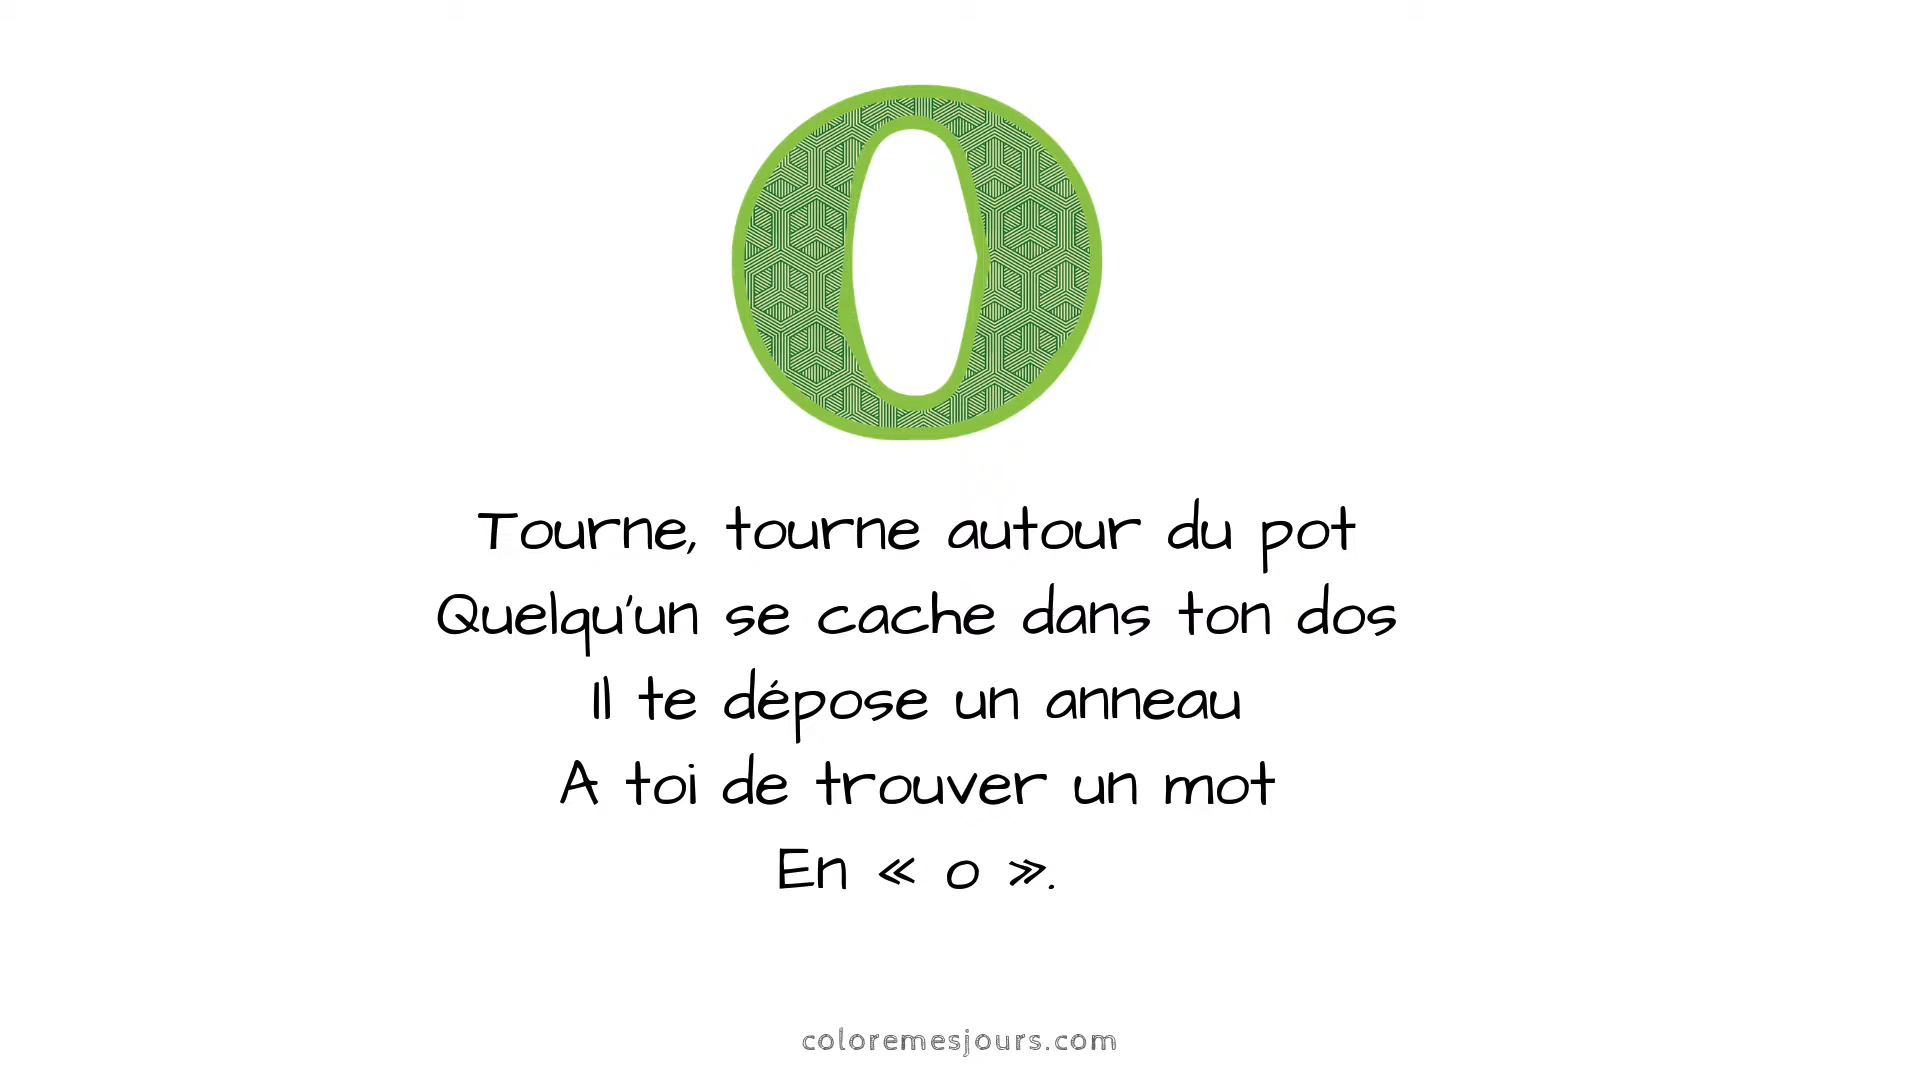 O
Tourne, tourne autour du pot
Quelqu'un se cache dans ton dos
Il te dépose un anneau
A toi de trouver un mot
En « o ».
coloremesjours.com